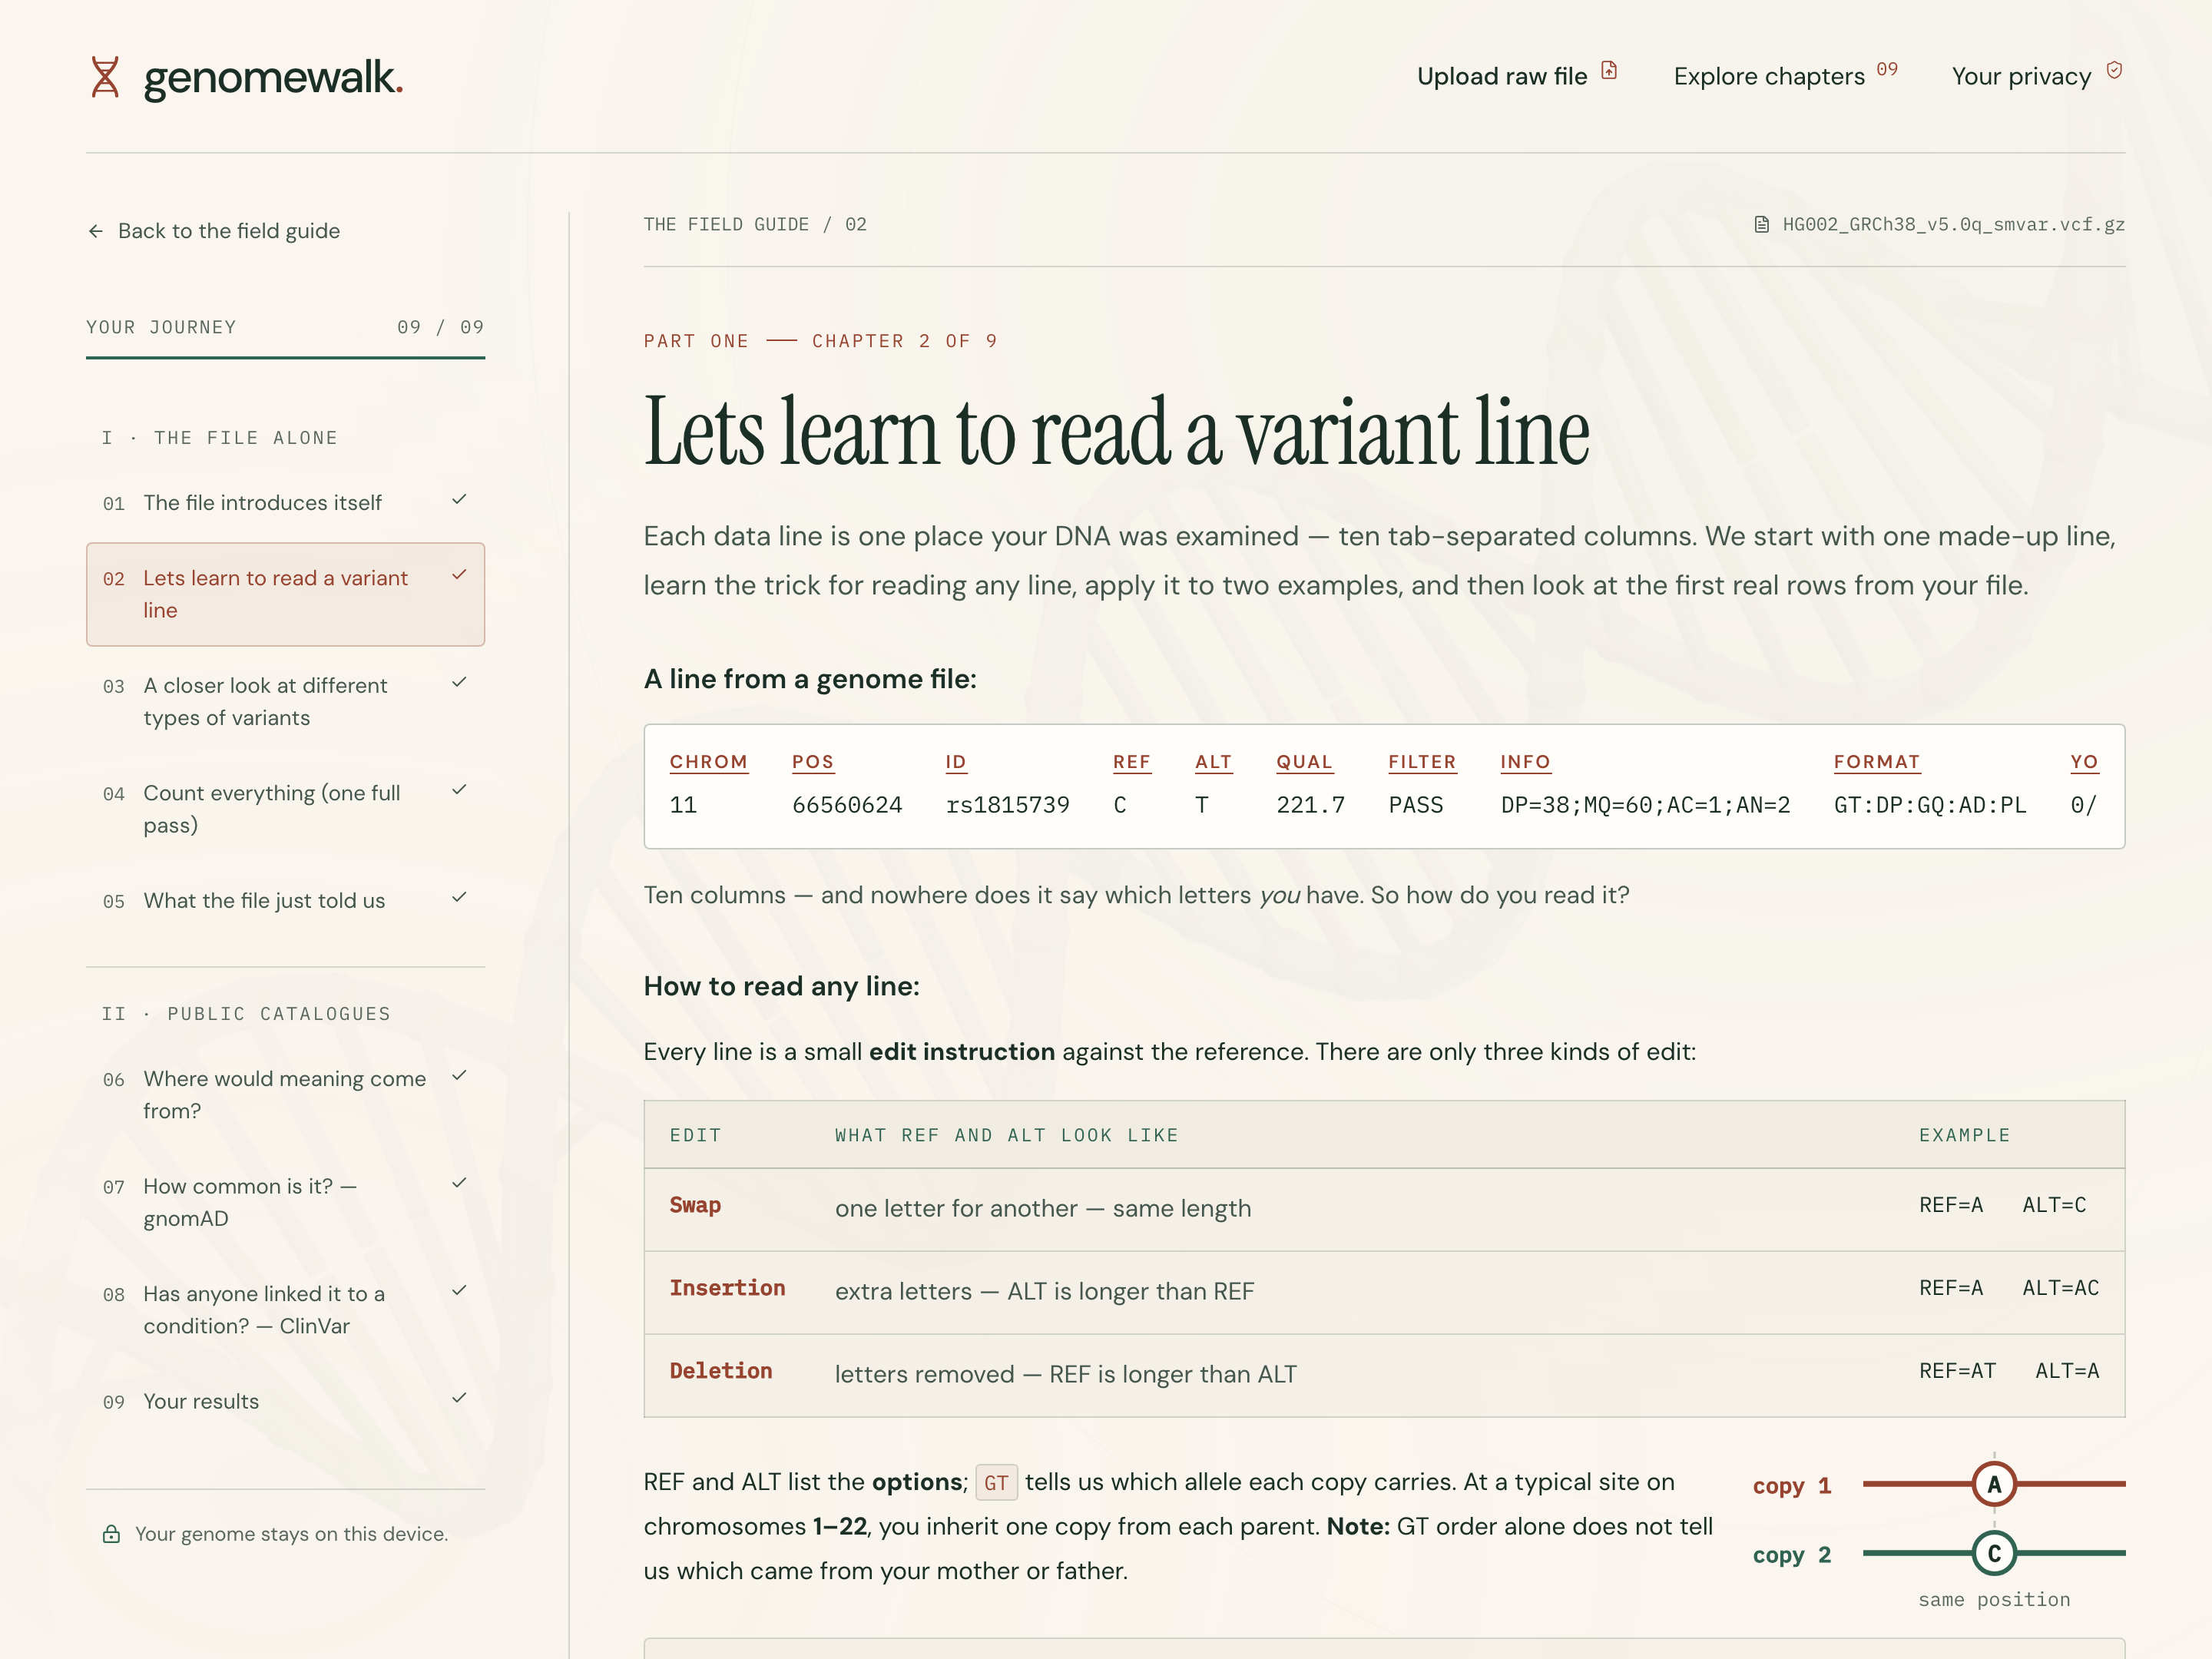 genomewalk.
Upload raw file
Explore chapters 09
Your privacy
Back to the field guide
YOUR JOURNEY 09 / 09
I · THE FILE ALONE
01 The file introduces itself
02 Lets learn to read a variant
line
03 A closer look at different
types of variants
04 Count everything (one full
pass)
05 What the file just told us
II · PUBLIC CATALOGUES
06 Where would meaning come
from?
07 How common is it? —
gnomAD
08 Has anyone linked it to a
condition? — ClinVar
09 Your results
Your genome stays on this device.
THE FIELD GUIDE / 02
HG002_GRCh38_v5.0q_smvar.vcf.gz
PART ONE — CHAPTER 2 OF 9
Lets learn to read a variant line
Each data line is one place your DNA was examined — ten tab-separated columns. We start with one made-up line,
learn the trick for reading any line, apply it to two examples, and then look at the first real rows from your file.
A line from a genome file:
CHROM POS ID REF ALT QUAL FILTER INFO FORMAT YO
11 66560624 rs1815739 C T 221.7 PASS DP=38;MQ=60;AC=1;AN=2 GT:DP:GQ:AD:PL 0/
Ten columns — and nowhere does it say which letters you have. So how do you read it?
How to read any line:
Every line is a small edit instruction against the reference. There are only three kinds of edit:
EDIT WHAT REF AND ALT LOOK LIKE EXAMPLE
Swap one letter for another — same length REF=A ALT=C
Insertion extra letters — ALT is longer than REF REF=A ALT=AC
Deletion letters removed — REF is longer than ALT REF=AT ALT=A
REF and ALT list the options; GT tells us which allele each copy carries. At a typical site on
chromosomes 1–22, you inherit one copy from each parent. Note: GT order alone does not tell
us which came from your mother or father.
copy 1 A
copy 2 C
same position